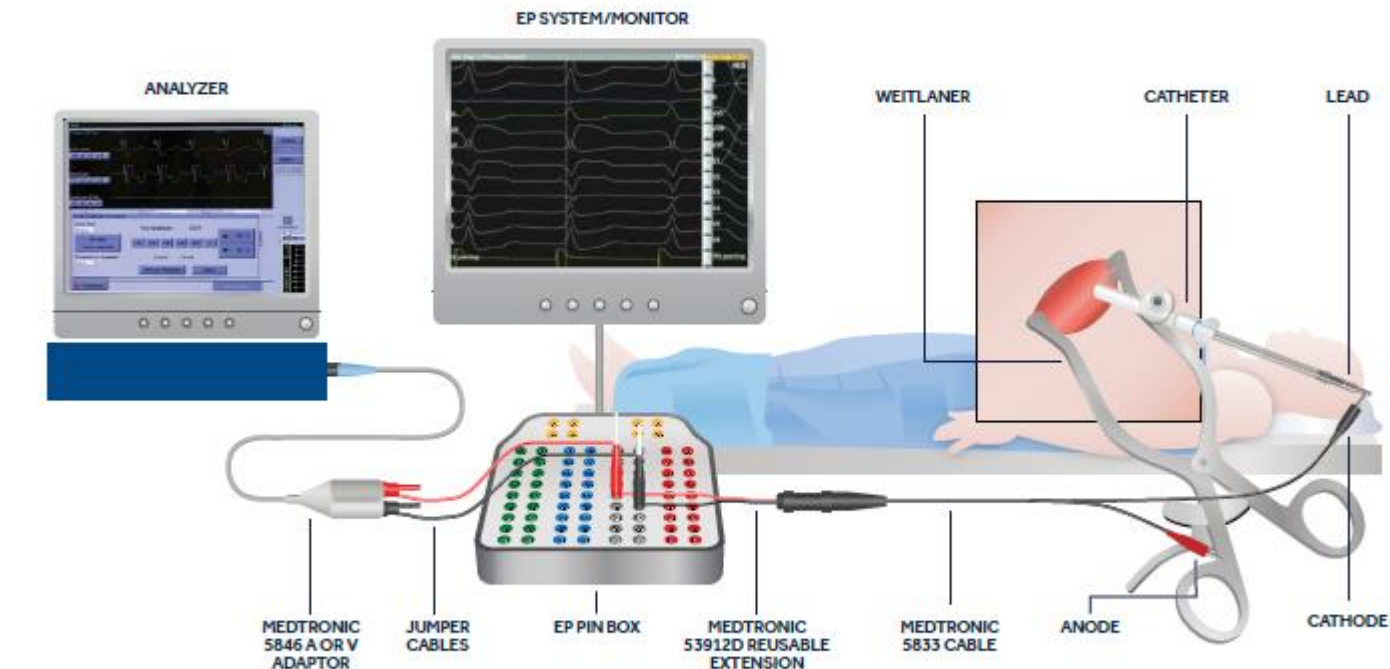 EP SYSTEM/MONITOR
ANALYZER
WEITLANER
CATHETER
LEAD
MEDTRONIC
5846 A OR V
ADAPTOR
JUMPER
CABLES
EP PIN BOX
MEDTRONIC
53912D REUSABLE
EXTENSION
MEDTRONIC
5833 CABLE
ANODE
CATHODE